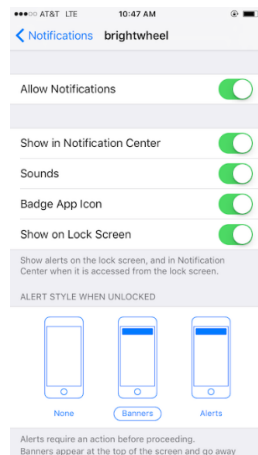 AT&T LTE 10:47 AM
Notifications brightwheel
Allow Notifications
Show in Notification Center
Sounds
Badge App Icon
Show on Lock Screen
Show alerts on the lock screen, and in Notification
Center when it is accessed from the lock screen.
ALERT STYLE WHEN UNLOCKED
None Banners Alerts
Alerts require an action before proceeding.
Banners appear at the top of the screen and go away